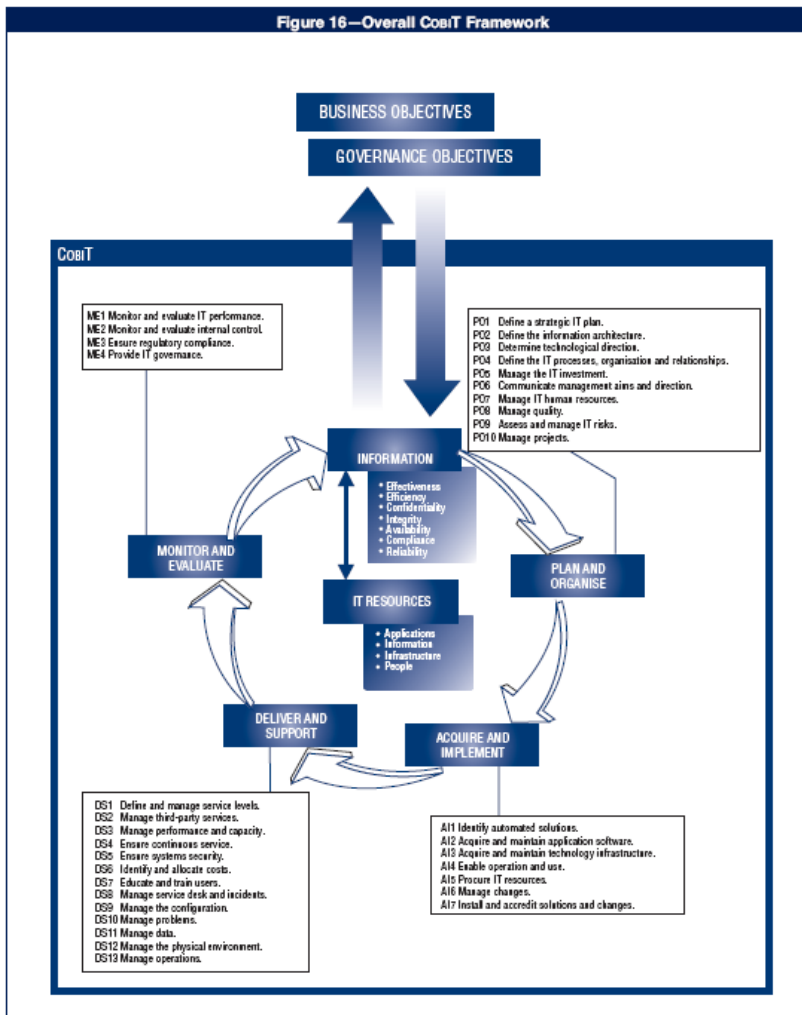 Figure 16—Overall COBIT Framework
BUSINESS OBJECTIVES
GOVERNANCE OBJECTIVES
COBIT
ME1 Monitor and evaluate IT performance.
ME2 Monitor and evaluate internal control.
ME3 Ensure regulatory compliance.
ME4 Provide IT governance.
PO1 Define a strategic IT plan.
PO2 Define the information architecture.
PO3 Determine technological direction.
PO4 Define the IT processes, organisation and relationships.
PO5 Manage the IT investment.
PO6 Communicate management aims and direction.
PO7 Manage IT human resources.
PO8 Manage quality.
PO9 Assess and manage IT risks.
PO10 Manage projects.
INFORMATION
• Effectiveness
• Efficiency
• Confidentiality
• Integrity
• Availability
• Compliance
• Reliability
MONITOR AND
EVALUATE
PLAN AND
ORGANISE
IT RESOURCES
• Applications
• Information
• Infrastructure
• People
DELIVER AND
SUPPORT
ACQUIRE AND
IMPLEMENT
DS1 Define and manage service levels.
DS2 Manage third-party services.
DS3 Manage performance and capacity.
DS4 Ensure continuous service.
DS5 Ensure systems security.
DS6 Identify and allocate costs.
DS7 Educate and train users.
DS8 Manage service desk and incidents.
DS9 Manage the configuration.
DS10 Manage problems.
DS11 Manage data.
DS12 Manage the physical environment.
DS13 Manage operations.
AI1 Identify automated solutions.
AI2 Acquire and maintain application software.
AI3 Acquire and maintain technology infrastructure.
AI4 Enable operation and use.
AI5 Procure IT resources.
AI6 Manage changes.
AI7 Install and accredit solutions and changes.